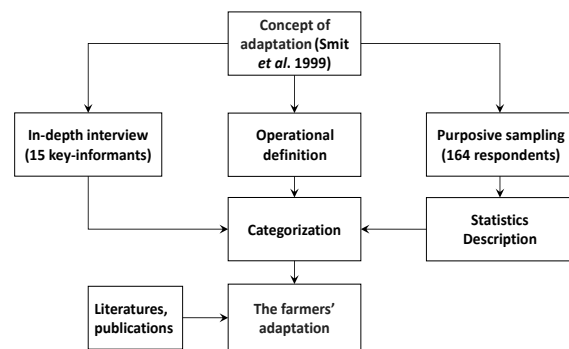 Concept of
adaptation (Smit
et al. 1999)
In-depth interview
(15 key-informants)
Operational
definition
Purposive sampling
(164 respondents)
Categorization
Statistics
Description
Literatures,
publications
The farmers’
adaptation